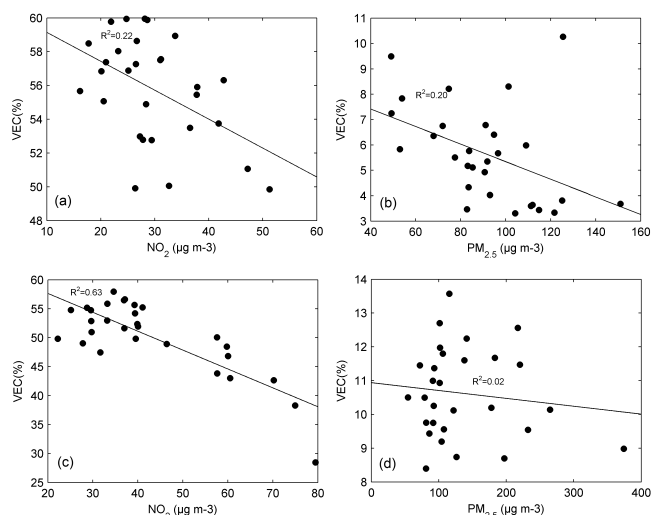 60
58
56
54
52
50
48
VEC(%)
R²=0.22
(a)
10 20 30 40 50 60
NO₂ (µg m-3)
11
10
9
8
7
6
5
4
3
VEC(%)
R²=0.20
(b)
40 60 80 100 120 140 160
PM₂.₅ (µg m-3)
60
55
50
45
40
35
30
25
VEC(%)
R²=0.63
(c)
20 30 40 50 60 70 80
NO₂ (µg m-3)
14
13
12
11
10
9
8
VEC(%)
R²=0.02
(d)
0 100 200 300 400
PM₂.₅ (µg m-3)